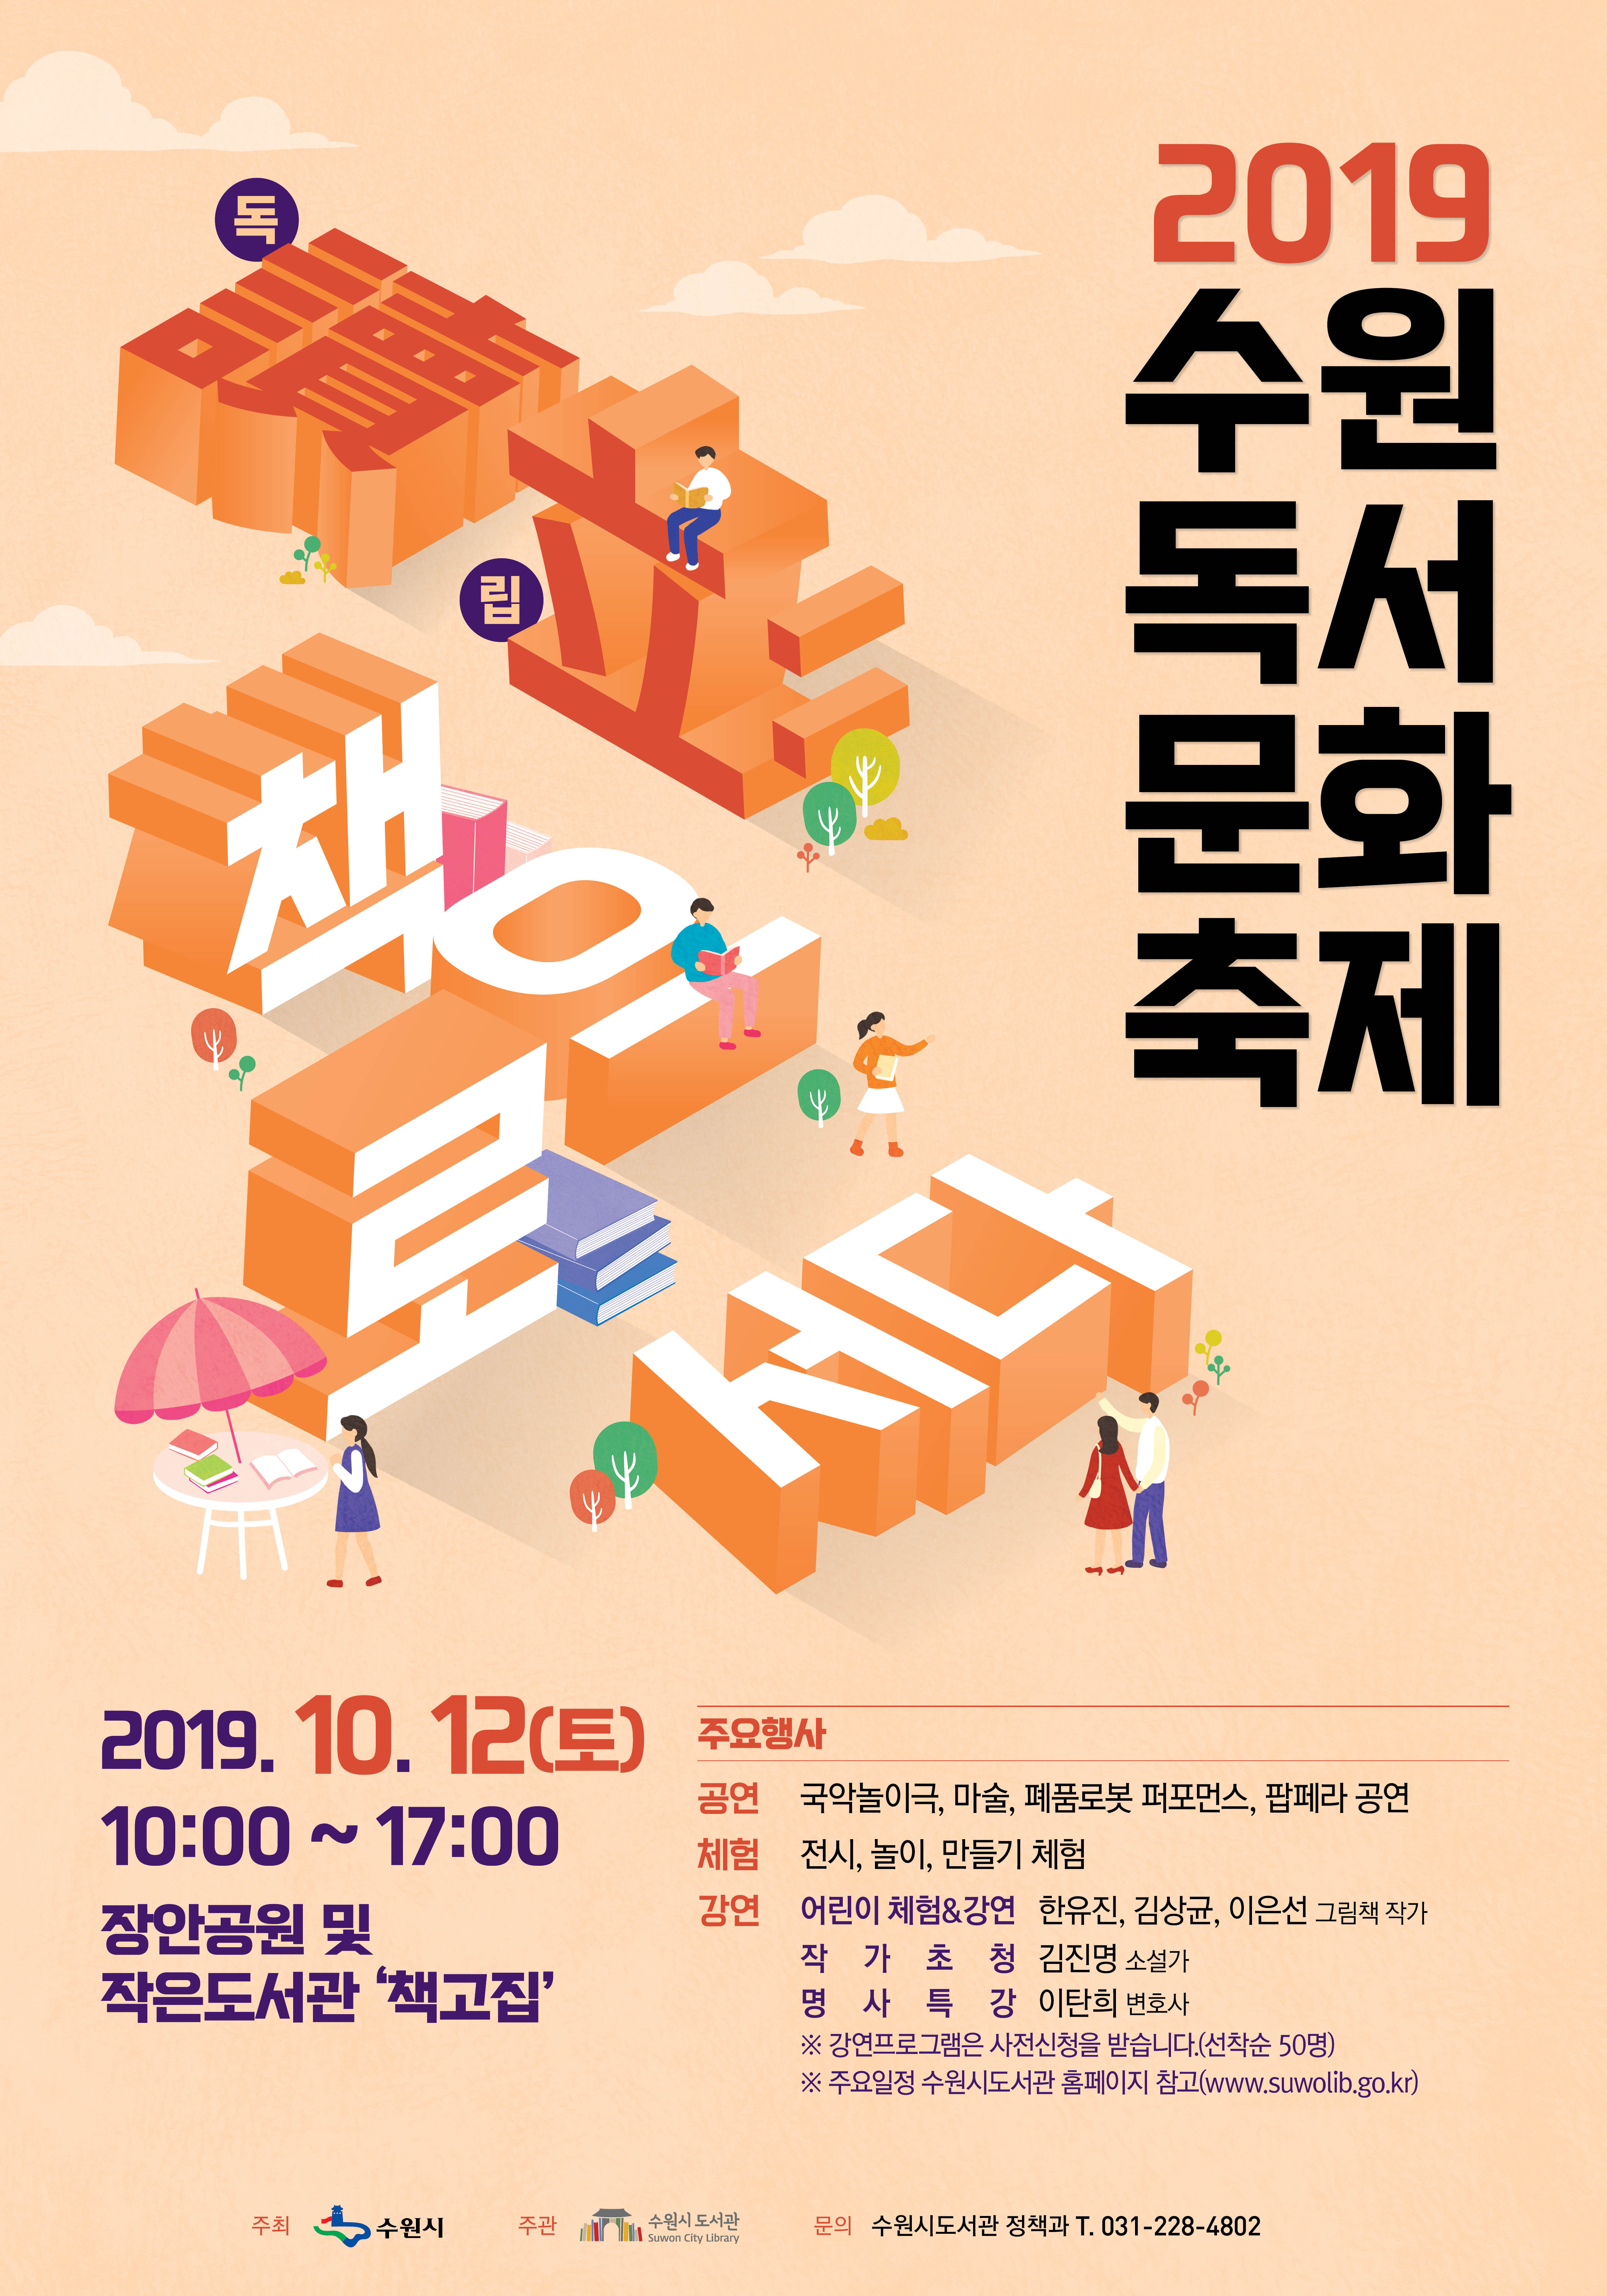 2019
수원
독서
문화
축제
독
讀
립
立
책으로
서다
2019. 10. 12(토)
10:00 ~ 17:00
장안공원 및
작은도서관 ‘책고집’
주요행사
공연 국악놀이극, 마술, 폐품로봇 퍼포먼스, 팝페라 공연
체험 전시, 놀이, 만들기 체험
강연 어린이 체험&강연 한유진, 김상균, 이은선 그림책 작가
작가초청 김진명 소설가
명사특강 이탄희 변호사
※ 강연프로그램은 사전신청을 받습니다.(선착순 50명)
※ 주요일정 수원시도서관 홈페이지 참고(www.suwolib.go.kr)
주최 수원시 주관 수원시 도서관 Suwon City Library 문의 수원시도서관 정책과 T. 031-228-4802